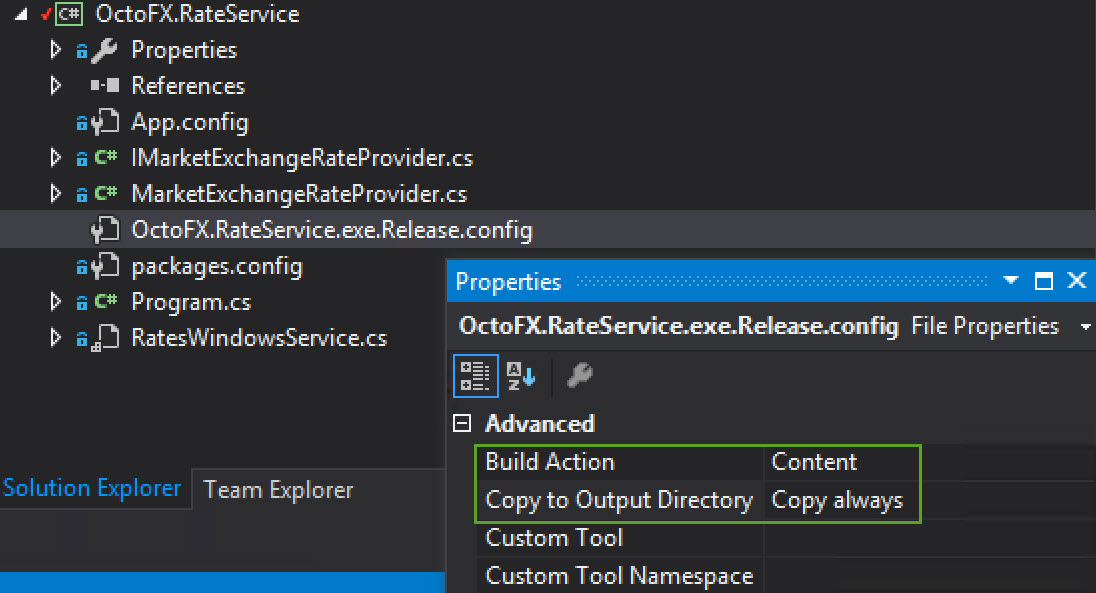 C# OctoFX.RateService
Properties
References
App.config
C# IMarketExchangeRateProvider.cs
C# MarketExchangeRateProvider.cs
OctoFX.RateService.exe.Release.config
packages.config
C# Program.cs
RatesWindowsService.cs
Solution Explorer Team Explorer
Properties
OctoFX.RateService.exe.Release.config File Properties
A Z
Advanced
Build Action Content
Copy to Output Directory Copy always
Custom Tool
Custom Tool Namespace